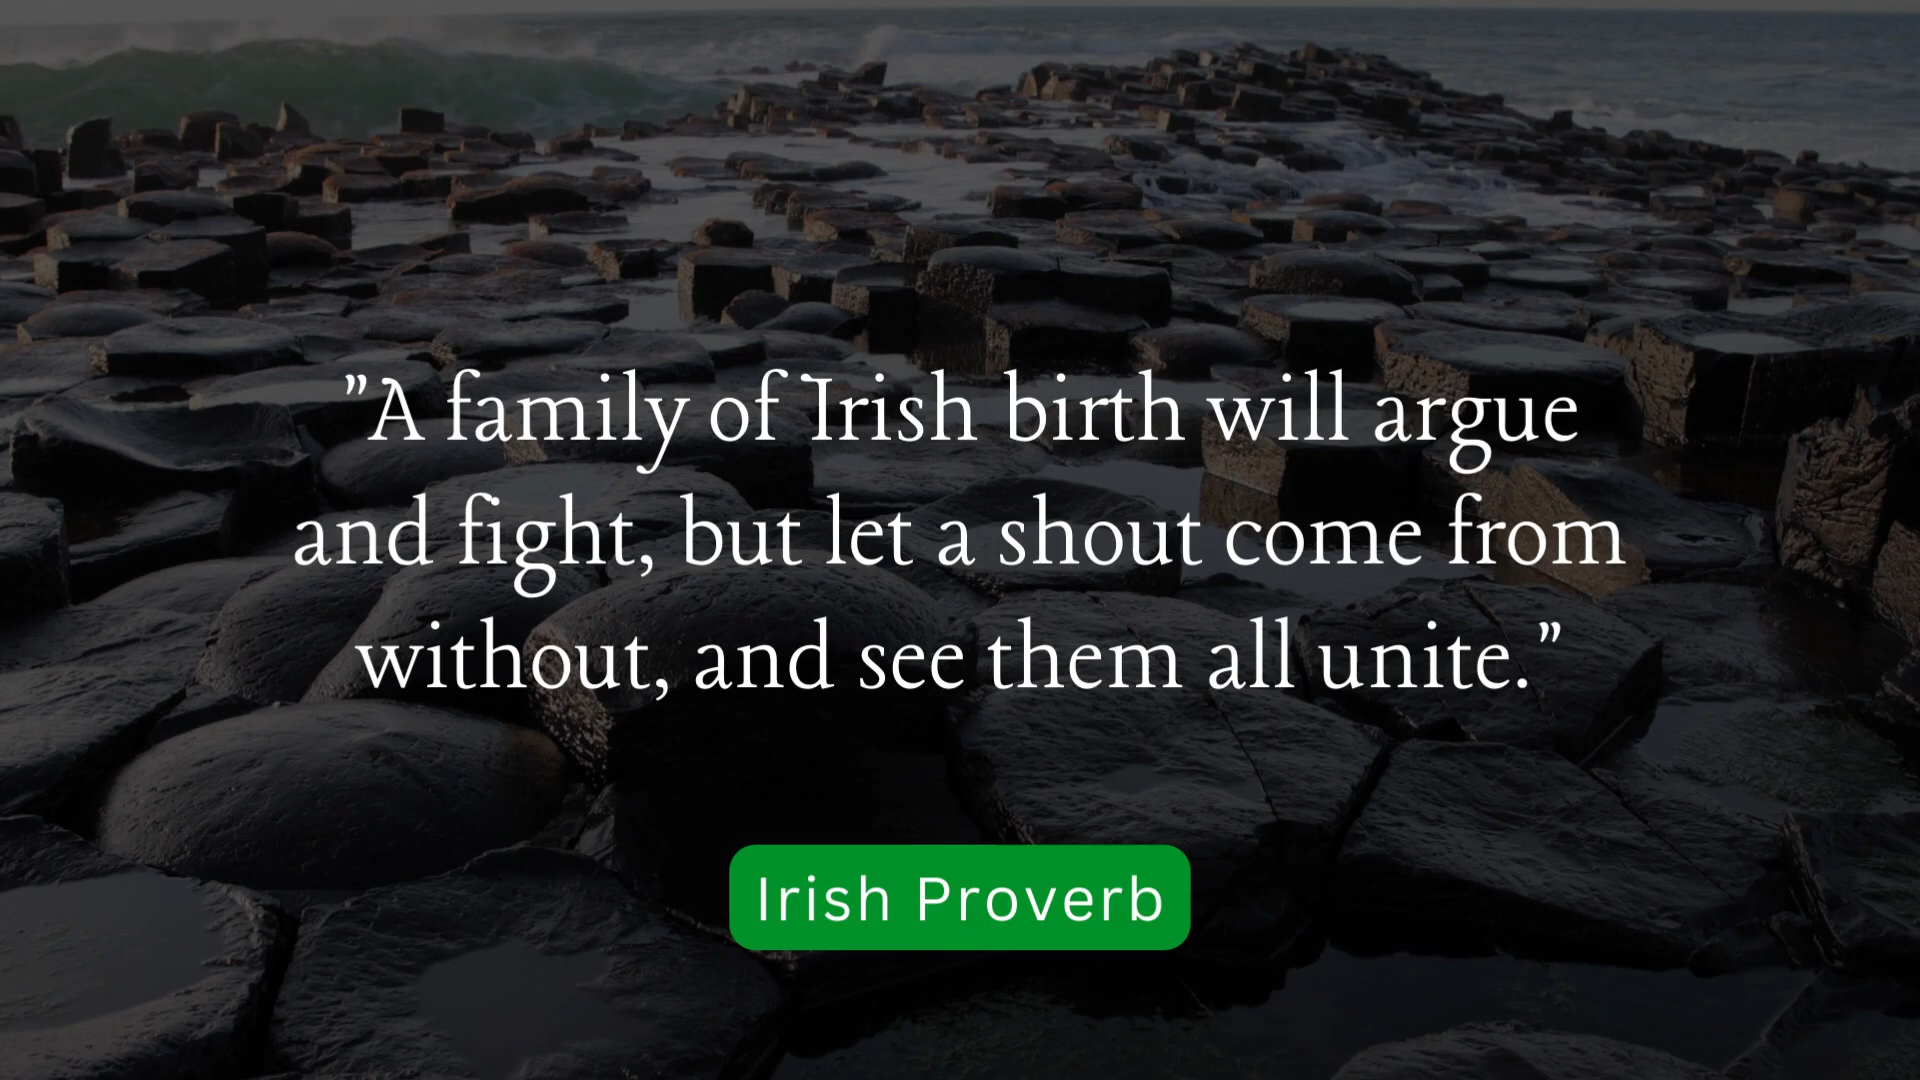 "A family of Irish birth will argue
and fight, but let a shout come from
without, and see them all unite."
Irish Proverb